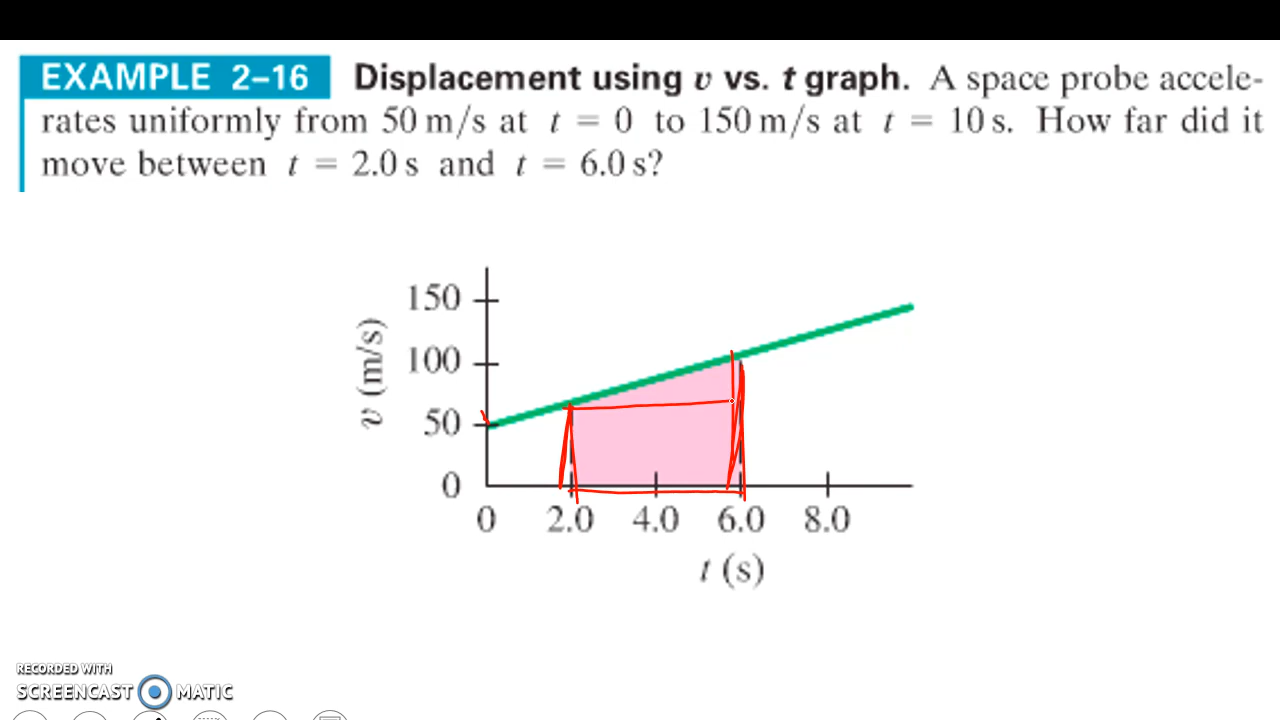 EXAMPLE 2–16 Displacement using v vs. t graph. A space probe accele-
rates uniformly from 50 m/s at t = 0 to 150 m/s at t = 10 s. How far did it
move between t = 2.0 s and t = 6.0 s?
150
100
50
0
v (m/s)
0 2.0 4.0 6.0 8.0
t (s)
RECORDED WITH
SCREENCAST MATIC